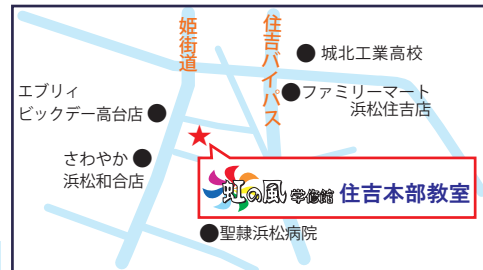 姫街道
住吉バイパス
城北工業高校
エブリィ
ビックデー高台店
ファミリーマート
浜松住吉店
さわやか
浜松和合店
虹の風 学修館 住吉本部教室
聖隷浜松病院